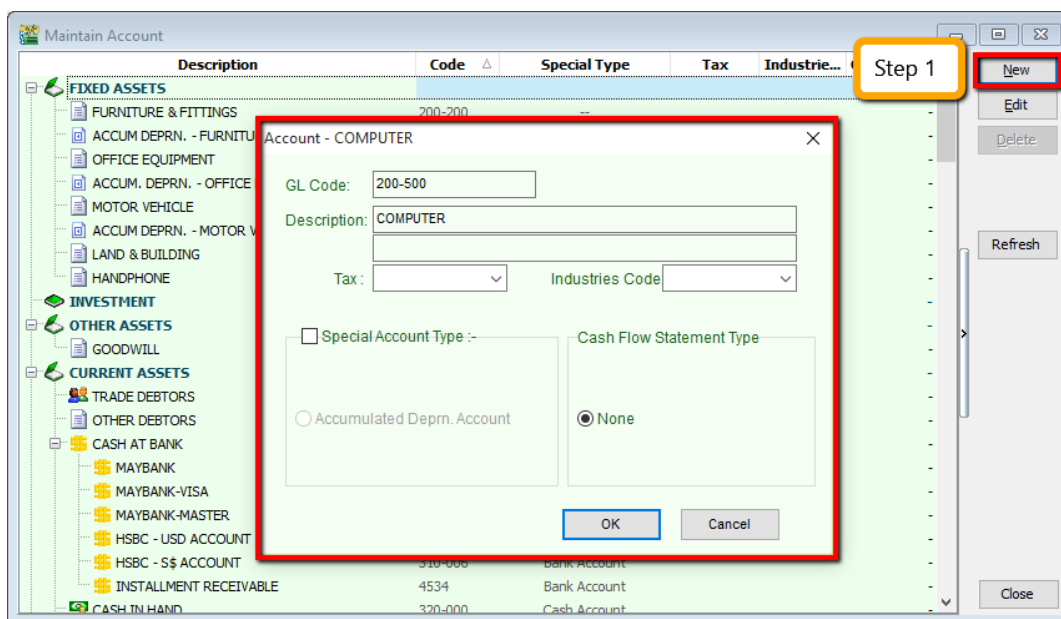 Maintain Account
Description Code Special Type Tax Industrie...
Step 1
New
FIXED ASSETS
Edit
FURNITURE & FITTINGS 200-200 -- -
ACCUM DEPRN. - FURNITU -
Delete
OFFICE EQUIPMENT -
ACCUM. DEPRN. - OFFICE -
MOTOR VEHICLE -
ACCUM DEPRN. - MOTOR V -
LAND & BUILDING -
Refresh
HANDPHONE -
INVESTMENT -
OTHER ASSETS -
GOODWILL -
CURRENT ASSETS -
TRADE DEBTORS -
OTHER DEBTORS -
CASH AT BANK -
MAYBANK -
MAYBANK-VISA -
MAYBANK-MASTER -
HSBC - USD ACCOUNT -
HSBC - S$ ACCOUNT 310-006 Bank Account -
INSTALLMENT RECEIVABLE 4534 Bank Account -
CASH IN HAND 320-000 Cash Account -
Close
Account - COMPUTER
GL Code: 200-500
Description: COMPUTER
Tax : Industries Code
Special Account Type :- Cash Flow Statement Type
Accumulated Deprn. Account None
OK Cancel